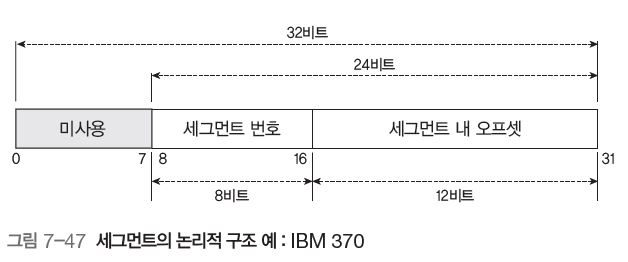 32비트
24비트
미사용 세그먼트 번호 세그먼트 내 오프셋
0 7 8 16 31
8비트 12비트
그림 7-47 세그먼트의 논리적 구조 예 : IBM 370